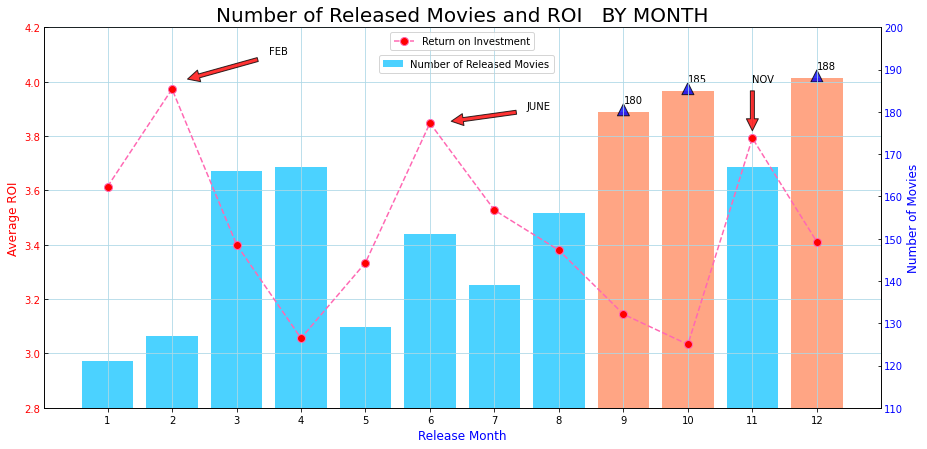 Number of Released Movies and ROI   BY MONTH
Return on Investment
Number of Released Movies
FEB
JUNE
180
185
NOV
188
Average ROI
4.2
4.0
3.8
3.6
3.4
3.2
3.0
2.8
Number of Movies
200
190
180
170
160
150
140
130
120
110
1 2 3 4 5 6 7 8 9 10 11 12
Release Month